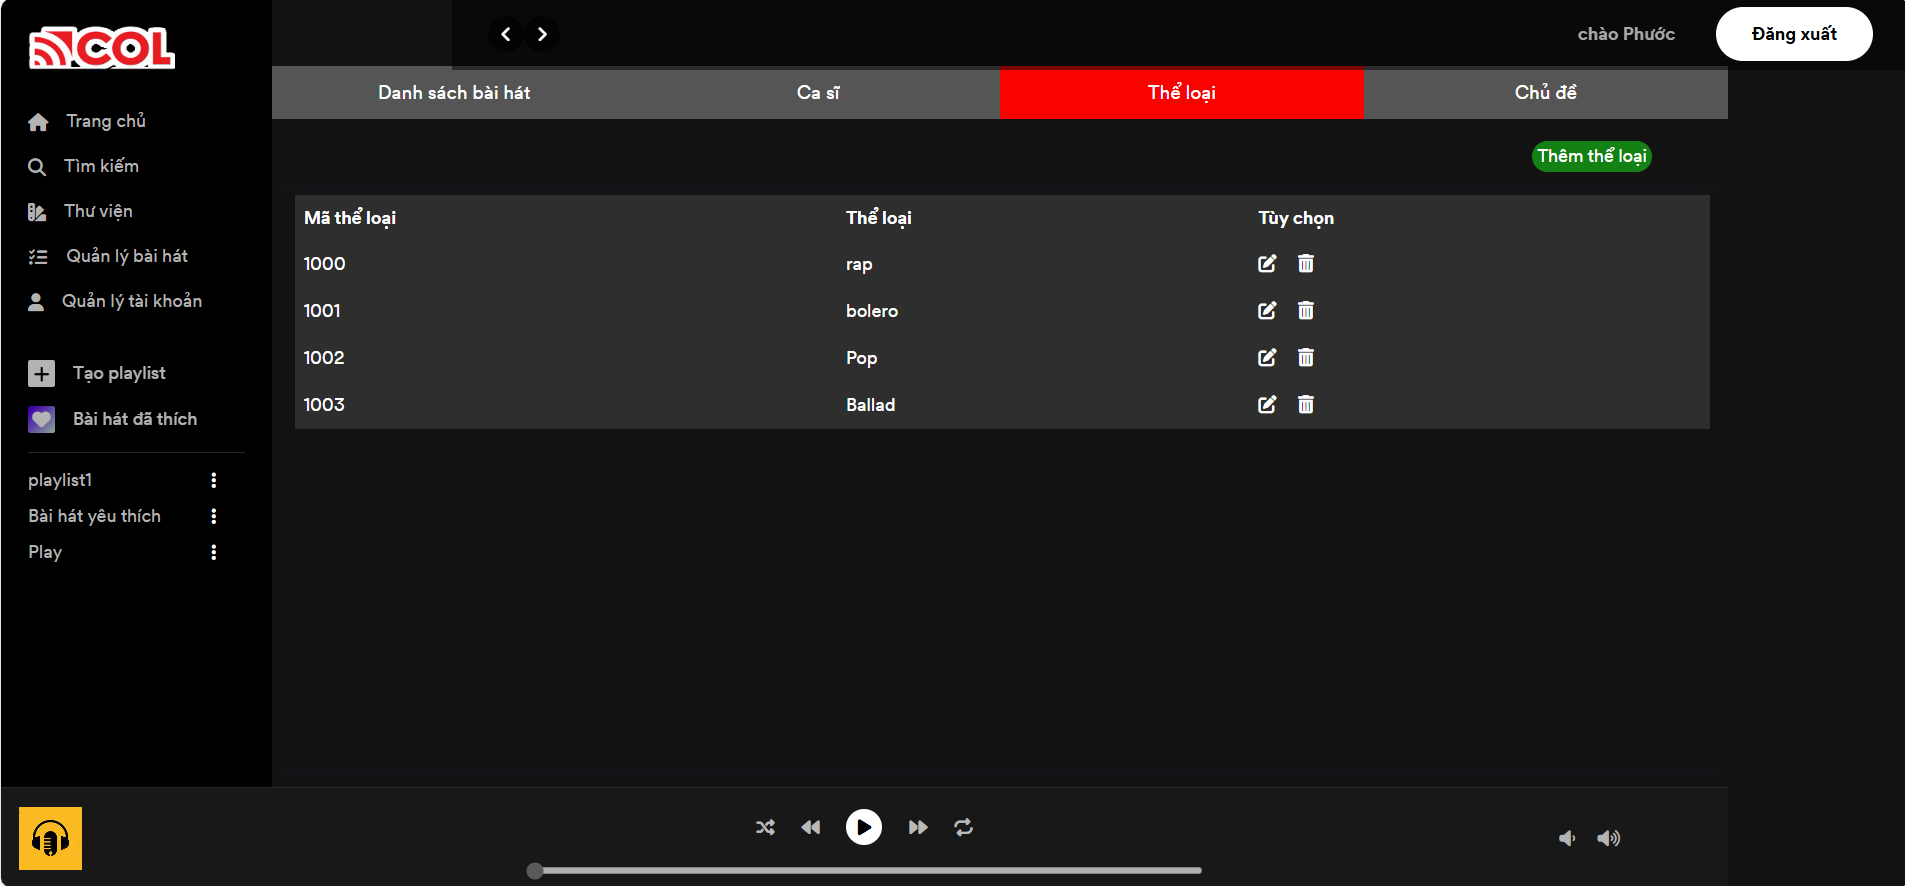 COL
chào Phước
Đăng xuất
Trang chủ
Tìm kiếm
Thư viện
Quản lý bài hát
Quản lý tài khoản
Tạo playlist
Bài hát đã thích
playlist1
Bài hát yêu thích
Play
Danh sách bài hát Ca sĩ Thể loại Chủ đề
Thêm thể loại
Mã thể loại Thể loại Tùy chọn
1000 rap
1001 bolero
1002 Pop
1003 Ballad